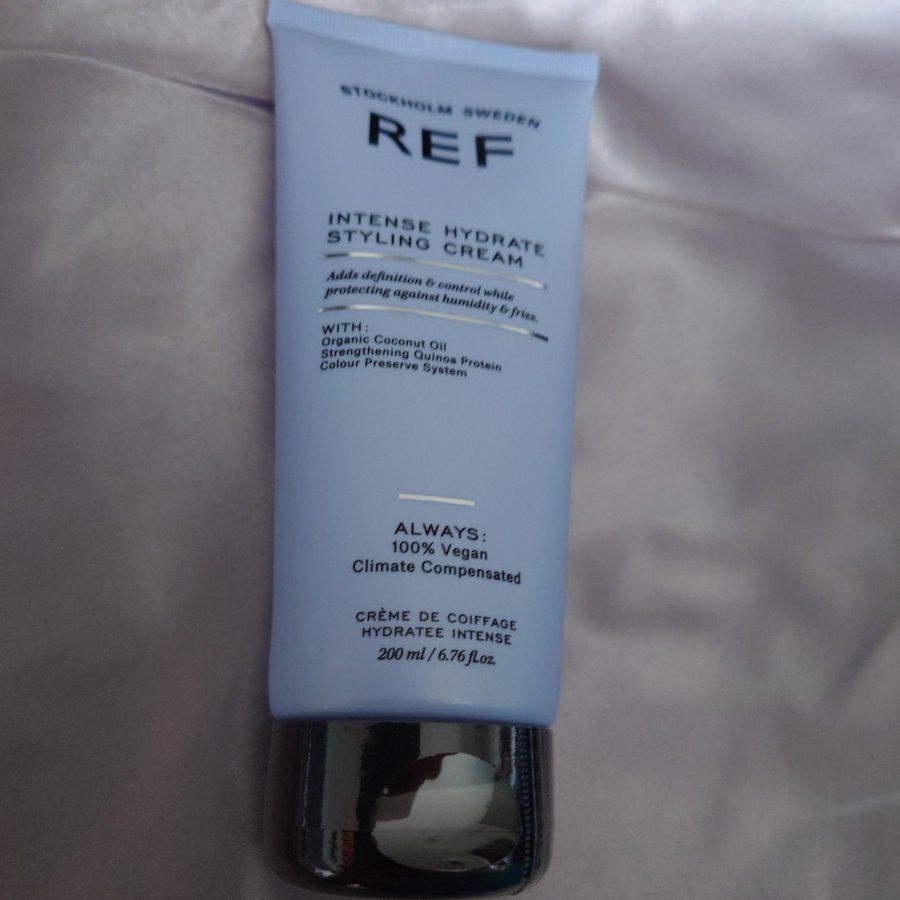 STOCKHOLM SWEDEN
REF
INTENSE HYDRATE
STYLING CREAM
Adds definition & control while
protecting against humidity & frizz.
WITH:
Organic Coconut Oil
Strengthening Quinoa Protein
Colour Preserve System
ALWAYS:
100% Vegan
Climate Compensated
CRÈME DE COIFFAGE
HYDRATEE INTENSE
200 ml / 6.76 fl.oz.